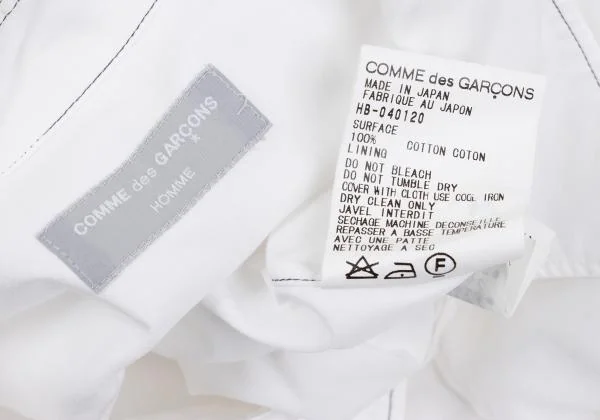 COMME des GARÇONS
*
HOMME
COMME des GARÇONS
MADE IN JAPAN
FABRIQUE AU JAPON
HB-040120
SURFACE
100% COTTON COTON
LINING
DO NOT BLEACH
DO NOT TUMBLE DRY
COVER WITH CLOTH USE COOL IRON
DRY CLEAN ONLY
JAVEL INTERDIT
SECHAGE MACHINE DECONSEILLE
REPASSER A BASSE TEMPERATURE
AVEC UNE PATTE
NETTOYAGE A SEC
F